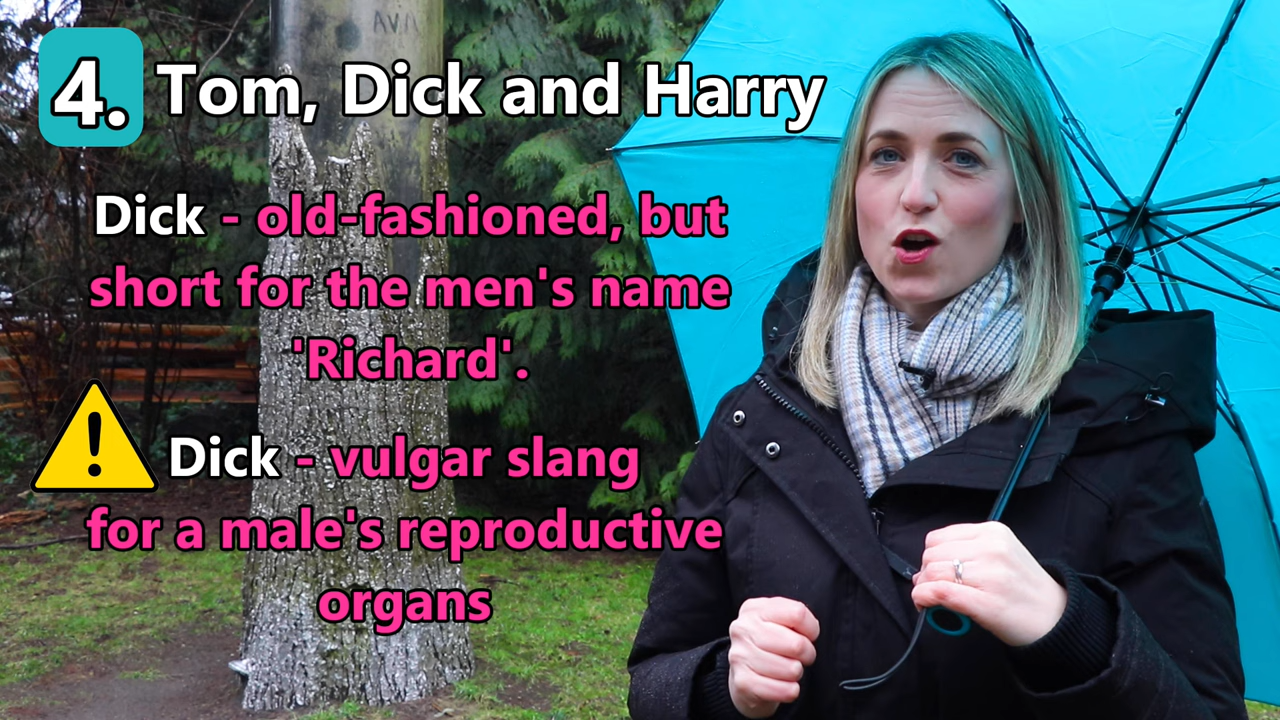 4. Tom, Dick and Harry
Dick - old-fashioned, but
short for the men's name
'Richard'.
! Dick - vulgar slang
for a male's reproductive
organs